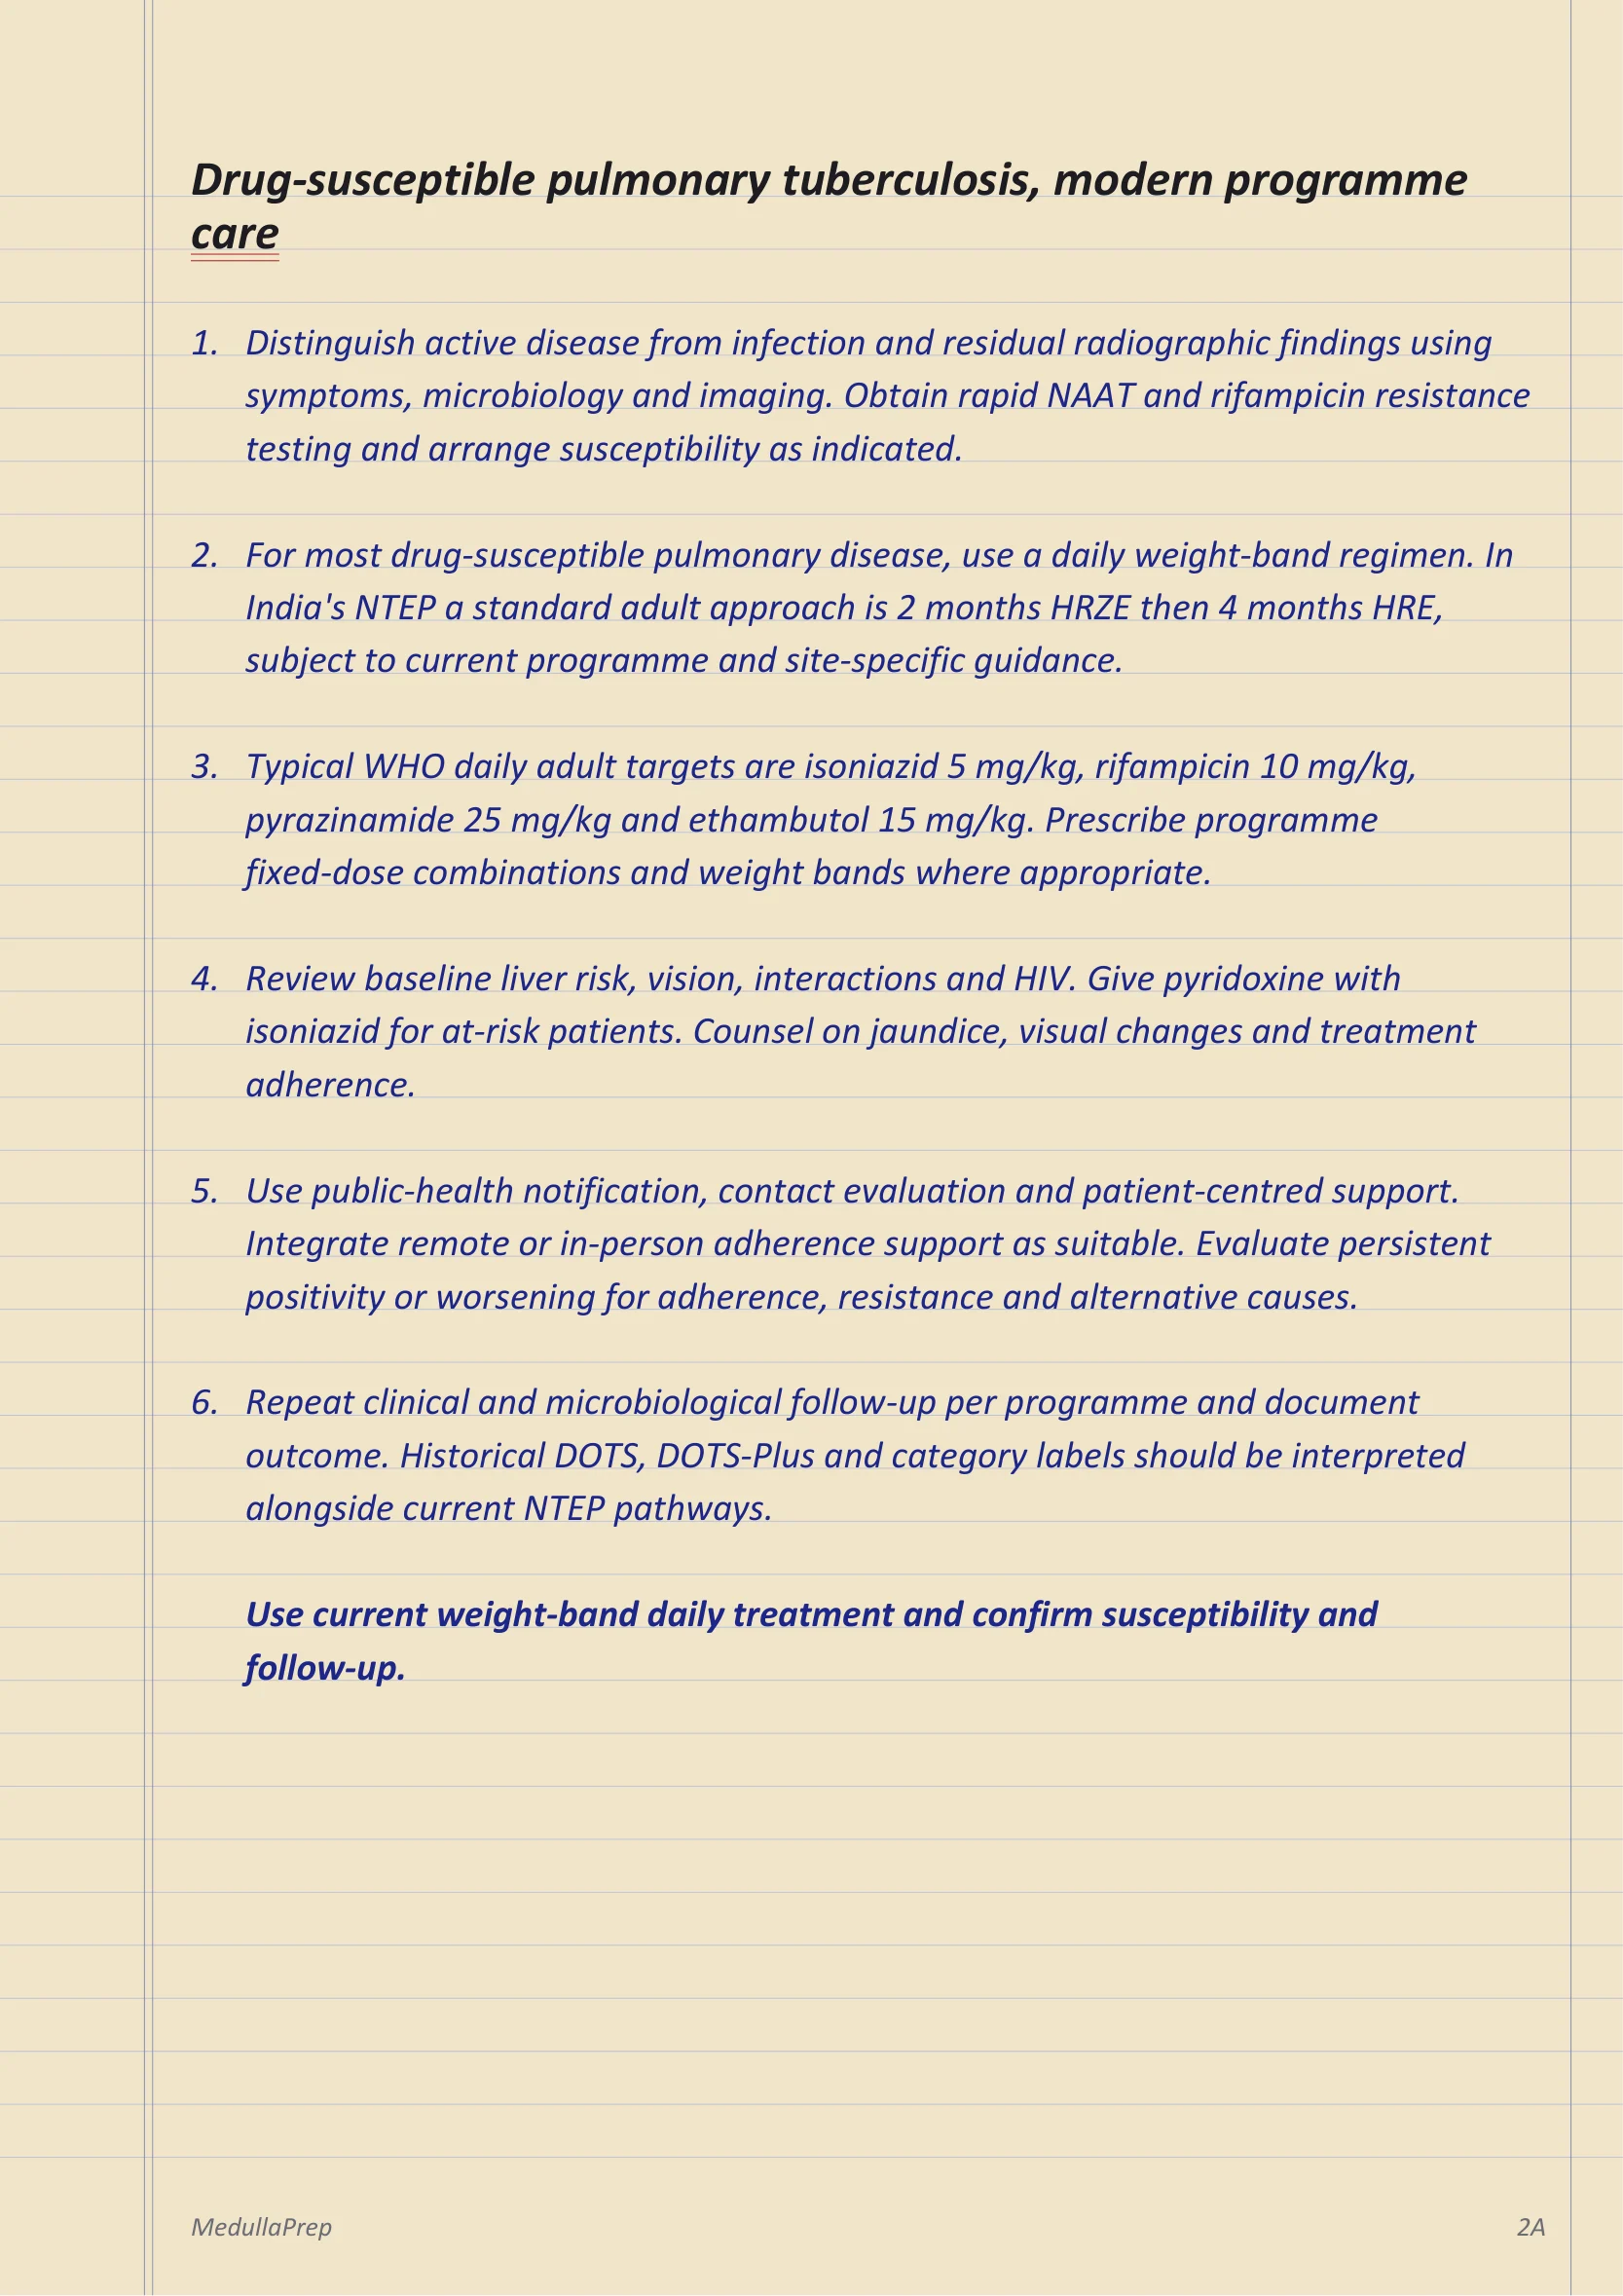 Drug-susceptible pulmonary tuberculosis, modern programme
care
1. Distinguish active disease from infection and residual radiographic findings using
symptoms, microbiology and imaging. Obtain rapid NAAT and rifampicin resistance
testing and arrange susceptibility as indicated.
2. For most drug-susceptible pulmonary disease, use a daily weight-band regimen. In
India's NTEP a standard adult approach is 2 months HRZE then 4 months HRE,
subject to current programme and site-specific guidance.
3. Typical WHO daily adult targets are isoniazid 5 mg/kg, rifampicin 10 mg/kg,
pyrazinamide 25 mg/kg and ethambutol 15 mg/kg. Prescribe programme
fixed-dose combinations and weight bands where appropriate.
4. Review baseline liver risk, vision, interactions and HIV. Give pyridoxine with
isoniazid for at-risk patients. Counsel on jaundice, visual changes and treatment
adherence.
5. Use public-health notification, contact evaluation and patient-centred support.
Integrate remote or in-person adherence support as suitable. Evaluate persistent
positivity or worsening for adherence, resistance and alternative causes.
6. Repeat clinical and microbiological follow-up per programme and document
outcome. Historical DOTS, DOTS-Plus and category labels should be interpreted
alongside current NTEP pathways.
Use current weight-band daily treatment and confirm susceptibility and
follow-up.
MedullaPrep 2A